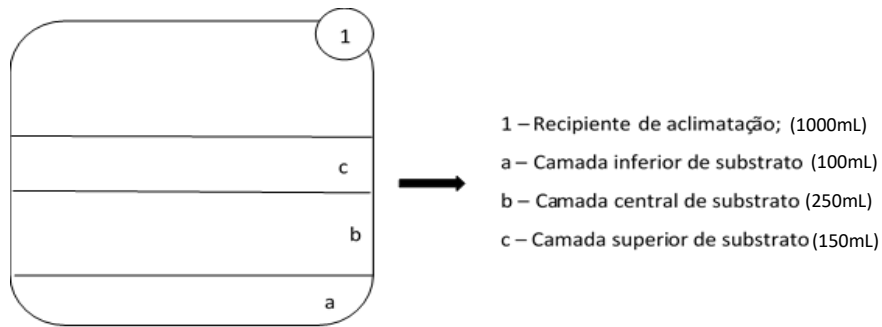 1
c
b
a
1 – Recipiente de aclimatação; (1000mL)
a – Camada inferior de substrato (100mL)
b – Camada central de substrato (250mL)
c – Camada superior de substrato (150mL)